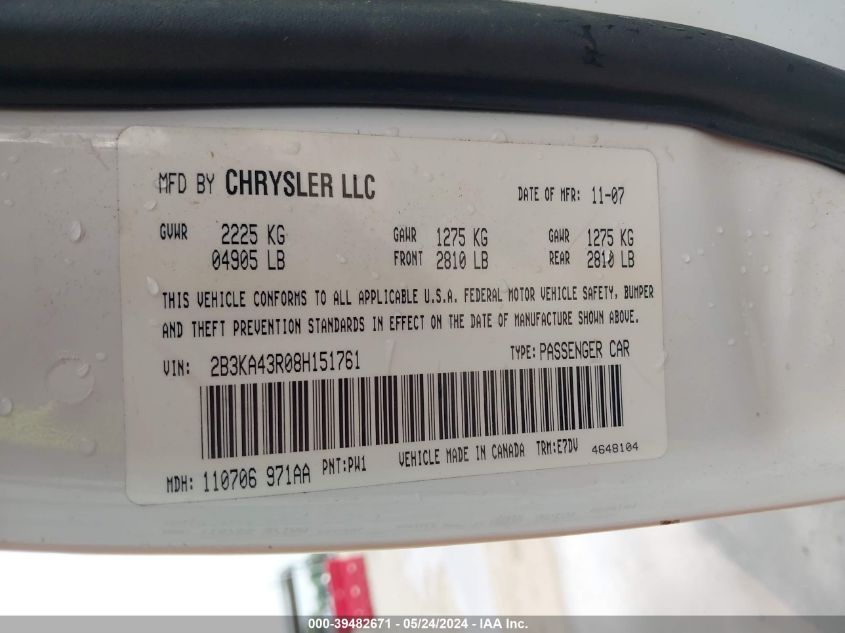 MFD BY CHRYSLER LLC DATE OF MFR: 11-07
GVWR 2225 KG GAWR 1275 KG GAWR 1275 KG
04905 LB FRONT 2810 LB REAR 2810 LB
THIS VEHICLE CONFORMS TO ALL APPLICABLE U.S.A. FEDERAL MOTOR VEHICLE SAFETY, BUMPER
AND THEFT PREVENTION STANDARDS IN EFFECT ON THE DATE OF MANUFACTURE SHOWN ABOVE.
VIN: 2B3KA43R08H151761 TYPE: PASSENGER CAR
MDH: 110706 971AA PNT:PW1 VEHICLE MADE IN CANADA TRM:E7DV 4648104
000-39482671 - 05/24/2024 - IAA Inc.